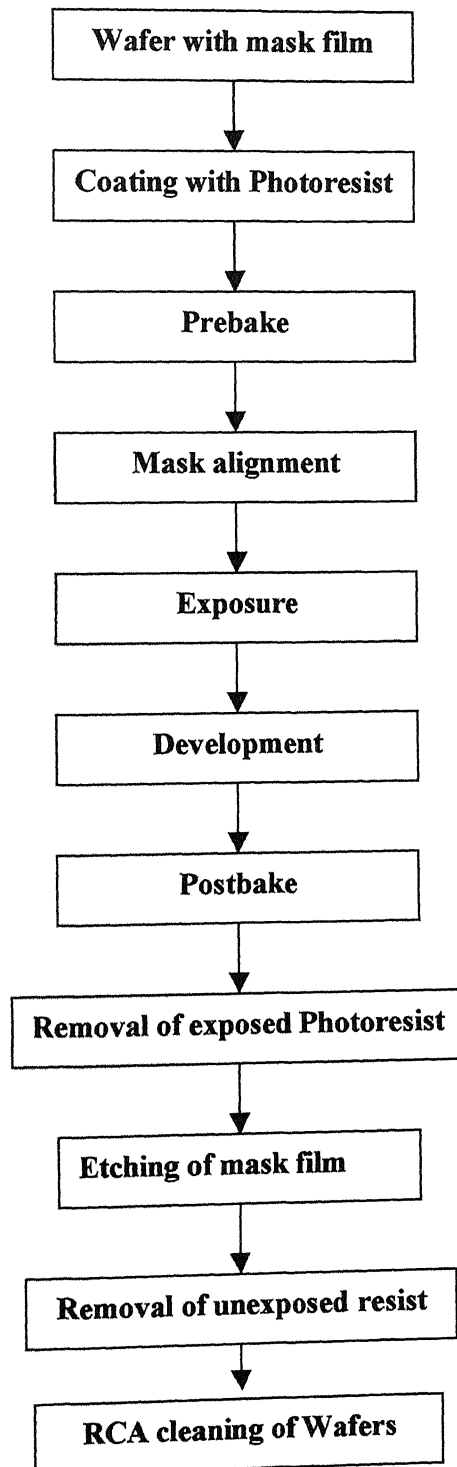 Wafer with mask film
Coating with Photoresist
Prebake
Mask alignment
Exposure
Development
Postbake
Removal of exposed Photoresist
Etching of mask film
Removal of unexposed resist
RCA cleaning of Wafers